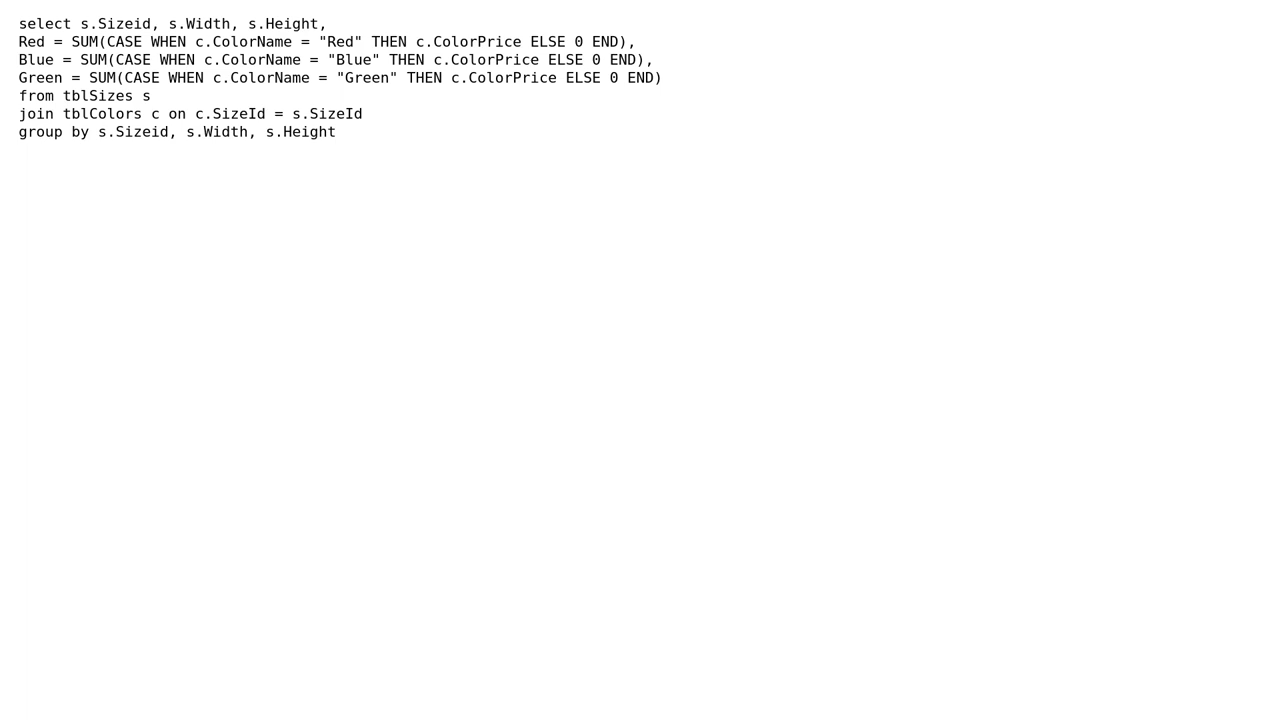 select s.Sizeid, s.Width, s.Height,
Red = SUM(CASE WHEN c.ColorName = "Red" THEN c.ColorPrice ELSE 0 END),
Blue = SUM(CASE WHEN c.ColorName = "Blue" THEN c.ColorPrice ELSE 0 END),
Green = SUM(CASE WHEN c.ColorName = "Green" THEN c.ColorPrice ELSE 0 END)
from tblSizes s
join tblColors c on c.SizeId = s.SizeId
group by s.Sizeid, s.Width, s.Height